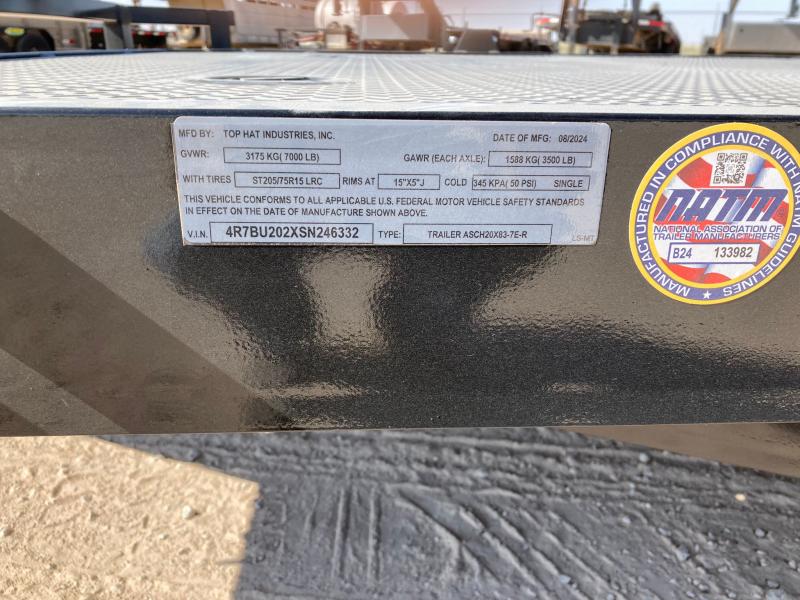 MFD BY: TOP HAT INDUSTRIES, INC. DATE OF MFG: 08/2024
GVWR: 3175 KG( 7000 LB) GAWR (EACH AXLE): 1588 KG( 3500 LB)
WITH TIRES ST205/75R15 LRC RIMS AT 15"X5"J COLD 345 KPA( 50 PSI) SINGLE
THIS VEHICLE CONFORMS TO ALL APPLICABLE U.S. FEDERAL MOTOR VEHICLE SAFETY STANDARDS
IN EFFECT ON THE DATE OF MANUFACTURE SHOWN ABOVE.
V.I.N. 4R7BU202XSN246332 TYPE: TRAILER ASCH20X83-7E-R LS-MT
MANUFACTURED IN COMPLIANCE WITH NATM GUIDELINES
NATM
NATIONAL ASSOCIATION OF
TRAILER MANUFACTURERS
B24 133982